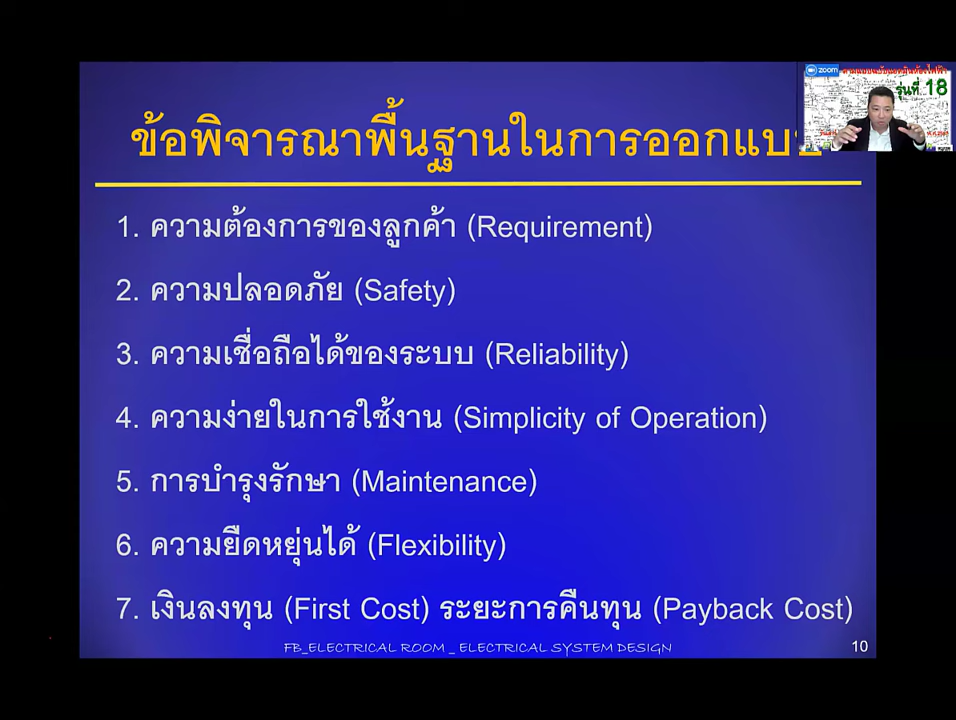 zoom
รุ่นที่ 18
ข้อพิจารณาพื้นฐานในการออกแบบ
1. ความต้องการของลูกค้า (Requirement)
2. ความปลอดภัย (Safety)
3. ความเชื่อถือได้ของระบบ (Reliability)
4. ความง่ายในการใช้งาน (Simplicity of Operation)
5. การบำรุงรักษา (Maintenance)
6. ความยืดหยุ่นได้ (Flexibility)
7. เงินลงทุน (First Cost) ระยะการคืนทุน (Payback Cost)
FB_ELECTRICAL ROOM _ ELECTRICAL SYSTEM DESIGN
10